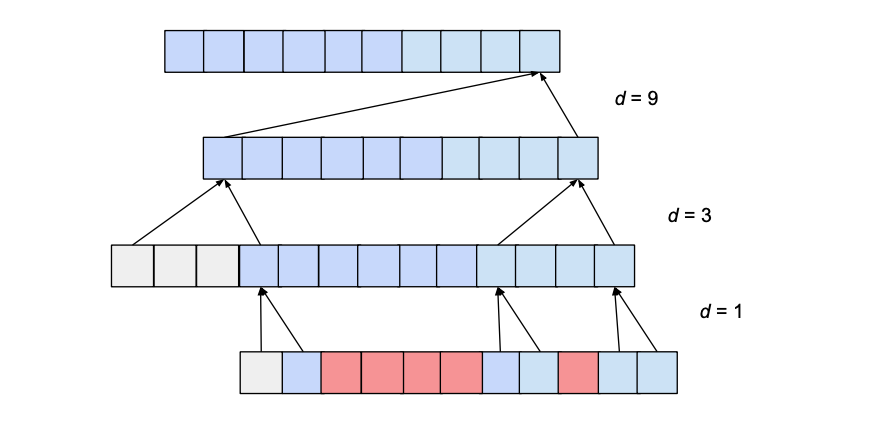 d = 9
d = 3
d = 1